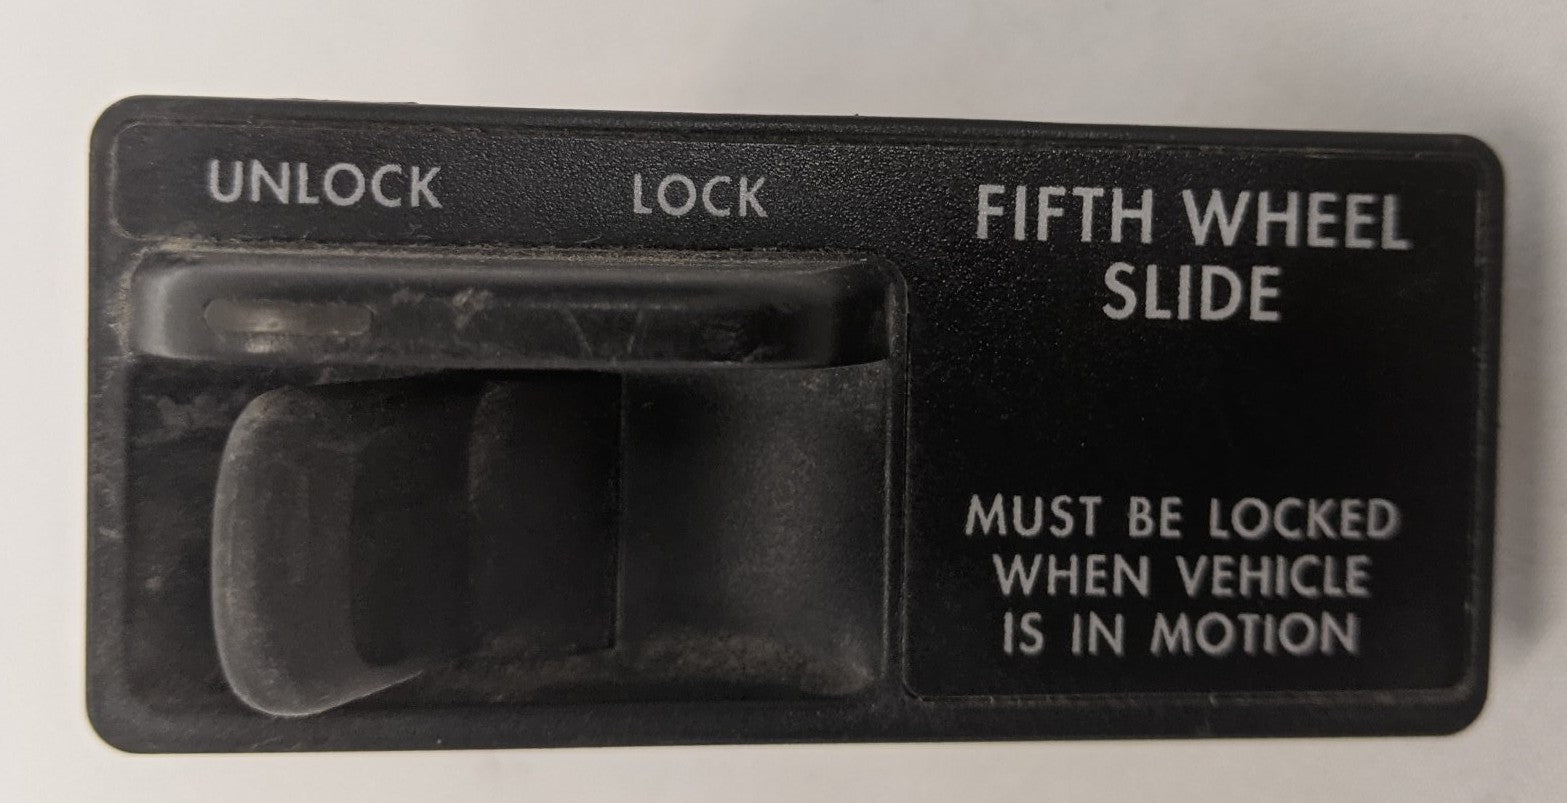 UNLOCK LOCK
FIFTH WHEEL
SLIDE
MUST BE LOCKED
WHEN VEHICLE
IS IN MOTION